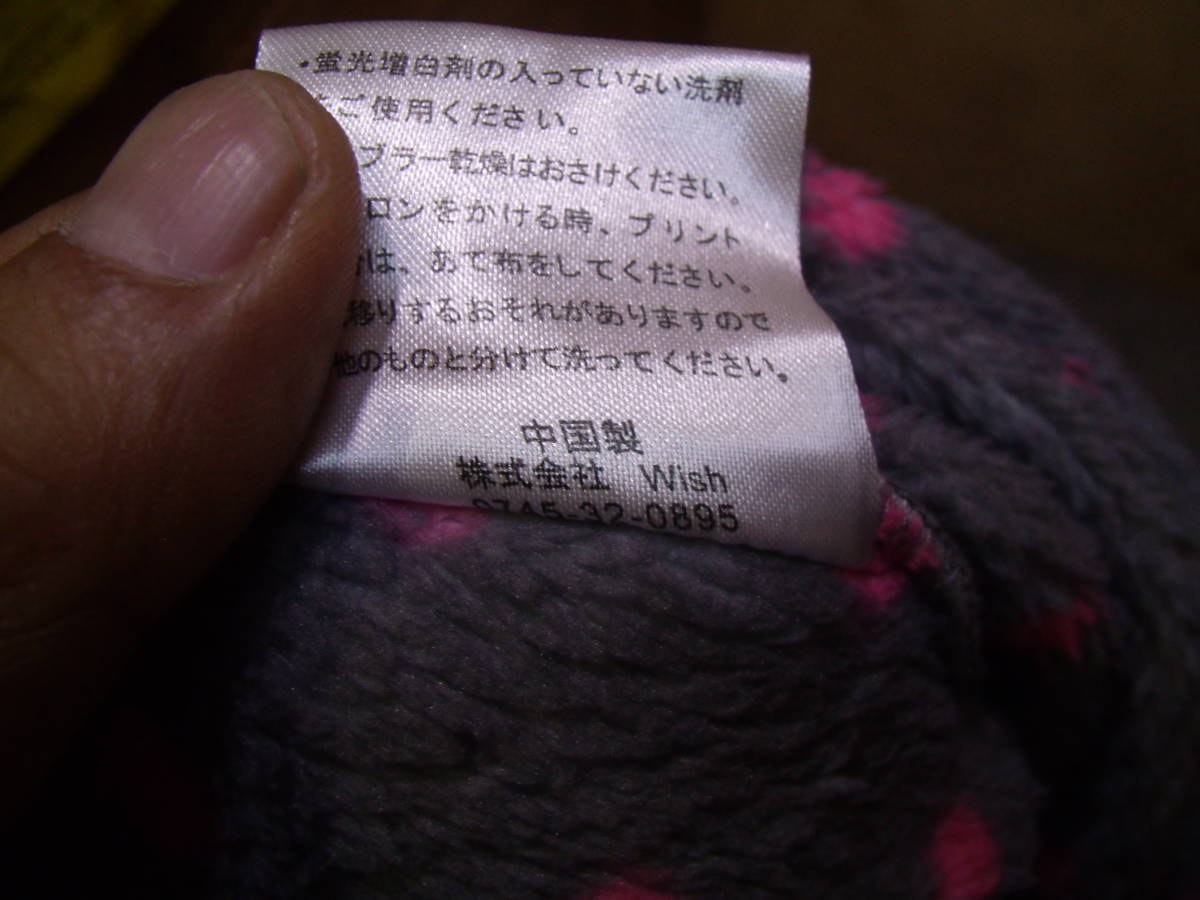 ・蛍光増白剤の入っていない洗剤
をご使用ください。
ブラー乾燥はおさけください。
ロンをかける時、プリント
は、あて布をしてください。
移りするおそれがありますので
他のものと分けて洗ってください。
中国製
株式会社 Wish
0745-32-0895